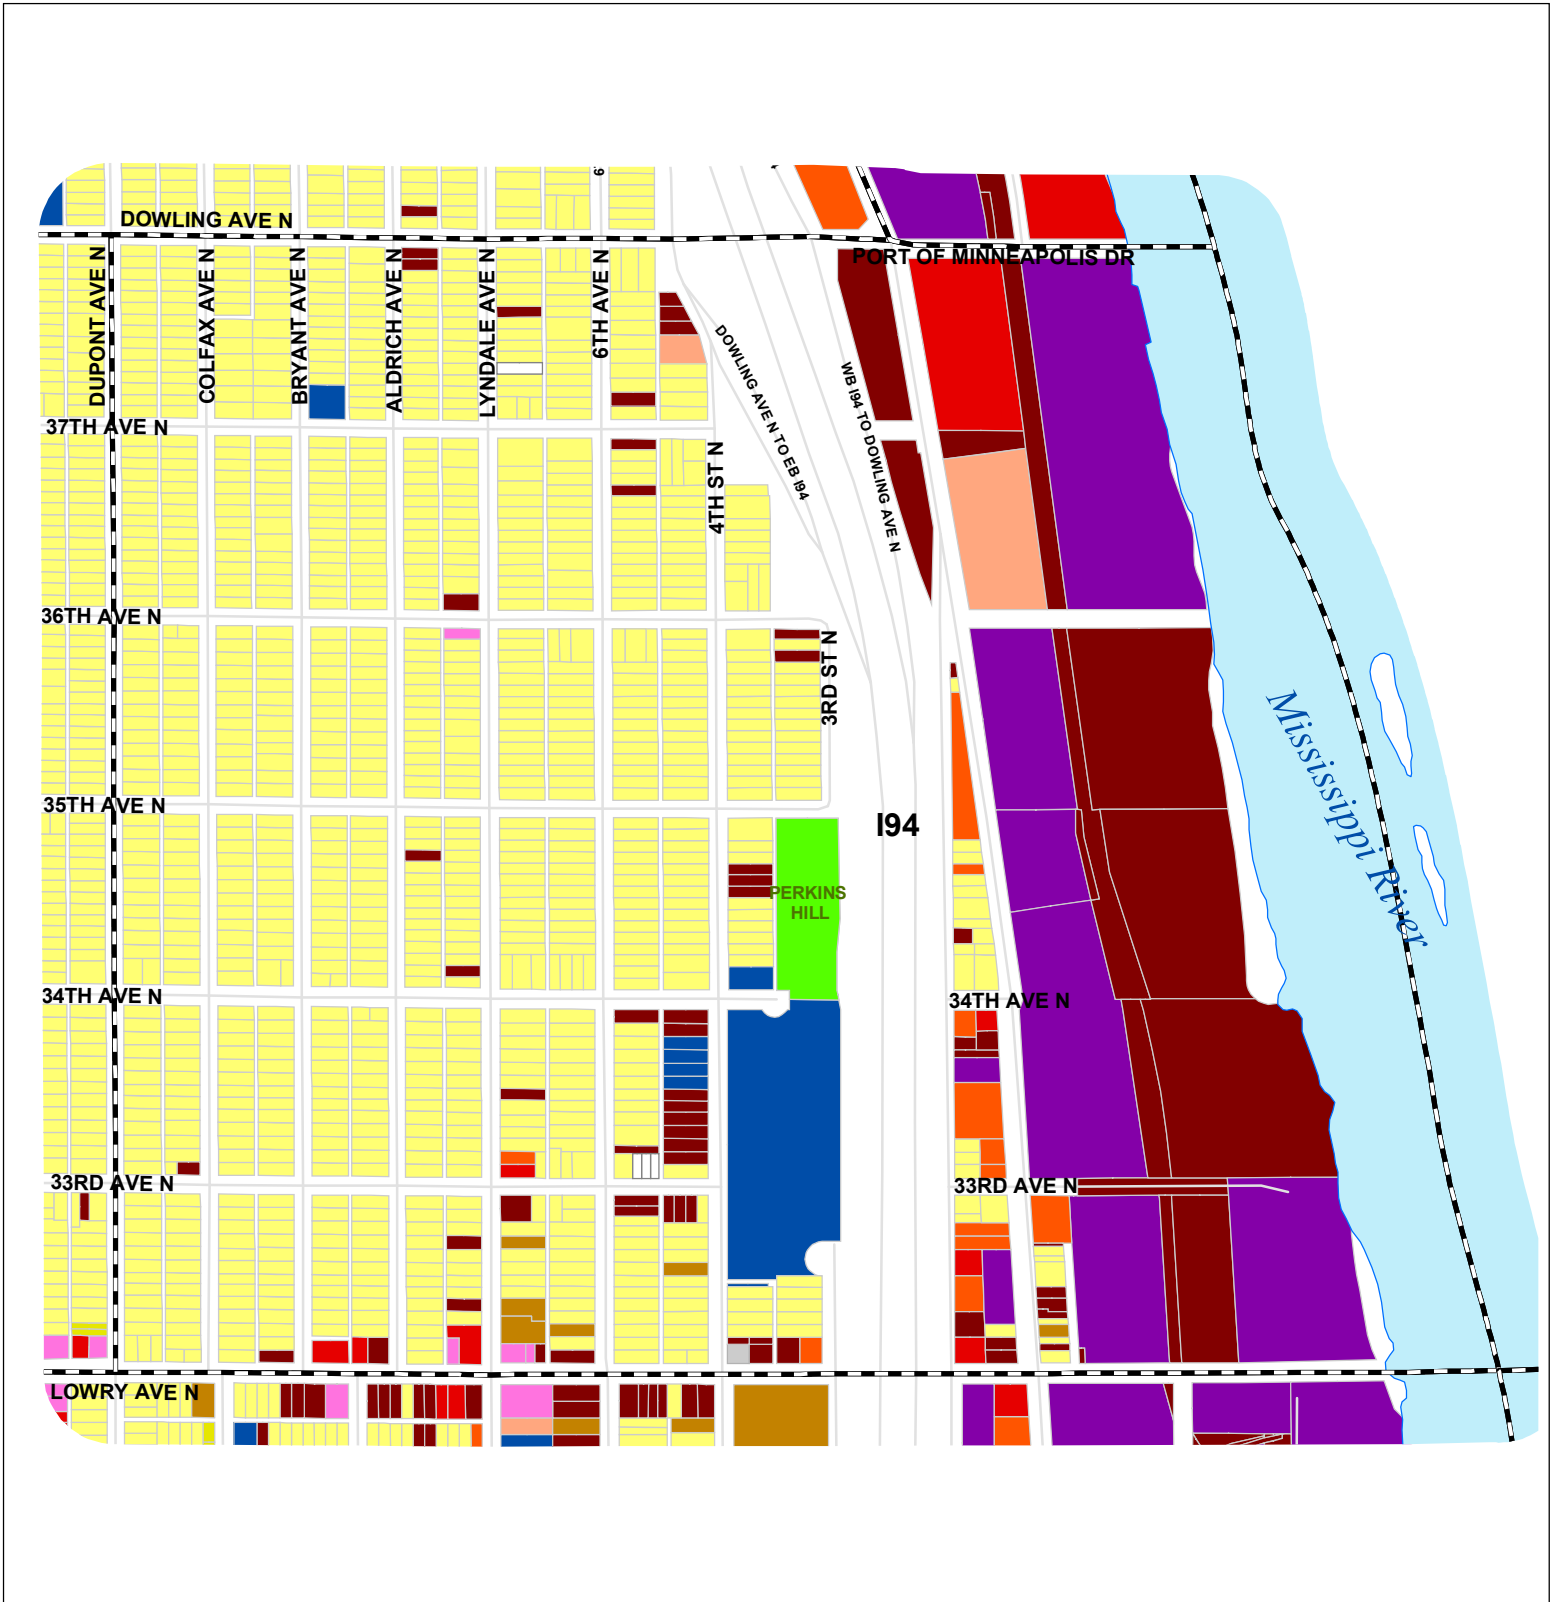 DOWLING AVE N
PORT OF MINNEAPOLIS DR
DUPONT AVE N
COLFAX AVE N
BRYANT AVE N
ALDRICH AVE N
LYNDALE AVE N
6TH AVE N
DOWLING AVE N TO EB I94
WB I94 TO DOWLING AVE N
37TH AVE N
4TH ST N
36TH AVE N
3RD ST N
Mississippi River
35TH AVE N
I94
PERKINS
HILL
34TH AVE N
34TH AVE N
33RD AVE N
33RD AVE N
LOWRY AVE N